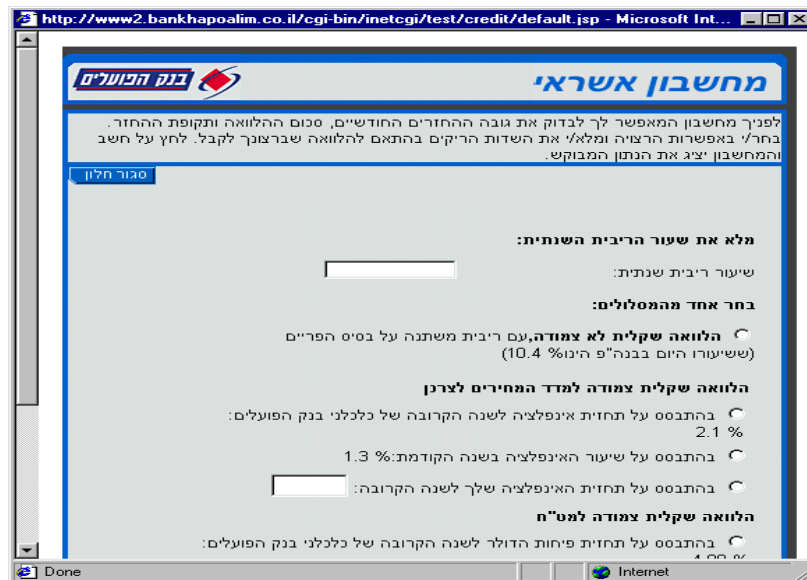 http://www2.bankhapoalim.co.il/cgi-bin/inetcgi/test/credit/default.jsp - Microsoft Int...
מחשבון אשראי
בנק הפועלים
לפניך מחשבון המאפשר לך לבדוק את גובה ההחזרים החודשיים, סכום ההלוואה ותקופת ההחזר.
בחר/י באפשרות הרצויה ומלא/י את השדות הריקים בהתאם להלוואה שברצונך לקבל. לחץ על חשב
והמחשבון יציג את הנתון המבוקש.
סגור חלון
מלא את שעור הריבית השנתית:
שיעור ריבית שנתית:
בחר אחד מהמסלולים:
הלוואה שקלית לא צמודה,עם ריבית משתנה על בסיס הפריים
(ששיעורו היום בבנה"פ הינו% 10.4)
הלוואה שקלית צמודה למדד המחירים לצרכן
בהתבסס על תחזית אינפלציה לשנה הקרובה של כלכלני בנק הפועלים:
2.1 %
בהתבסס על שיעור האינפלציה בשנה הקודמת:% 1.3
בהתבסס על תחזית האינפלציה שלך לשנה הקרובה:
הלוואה שקלית צמודה למט"ח
בהתבסס על תחזית פיחות הדולר לשנה הקרובה של כלכלני בנק הפועלים:
Done
Internet